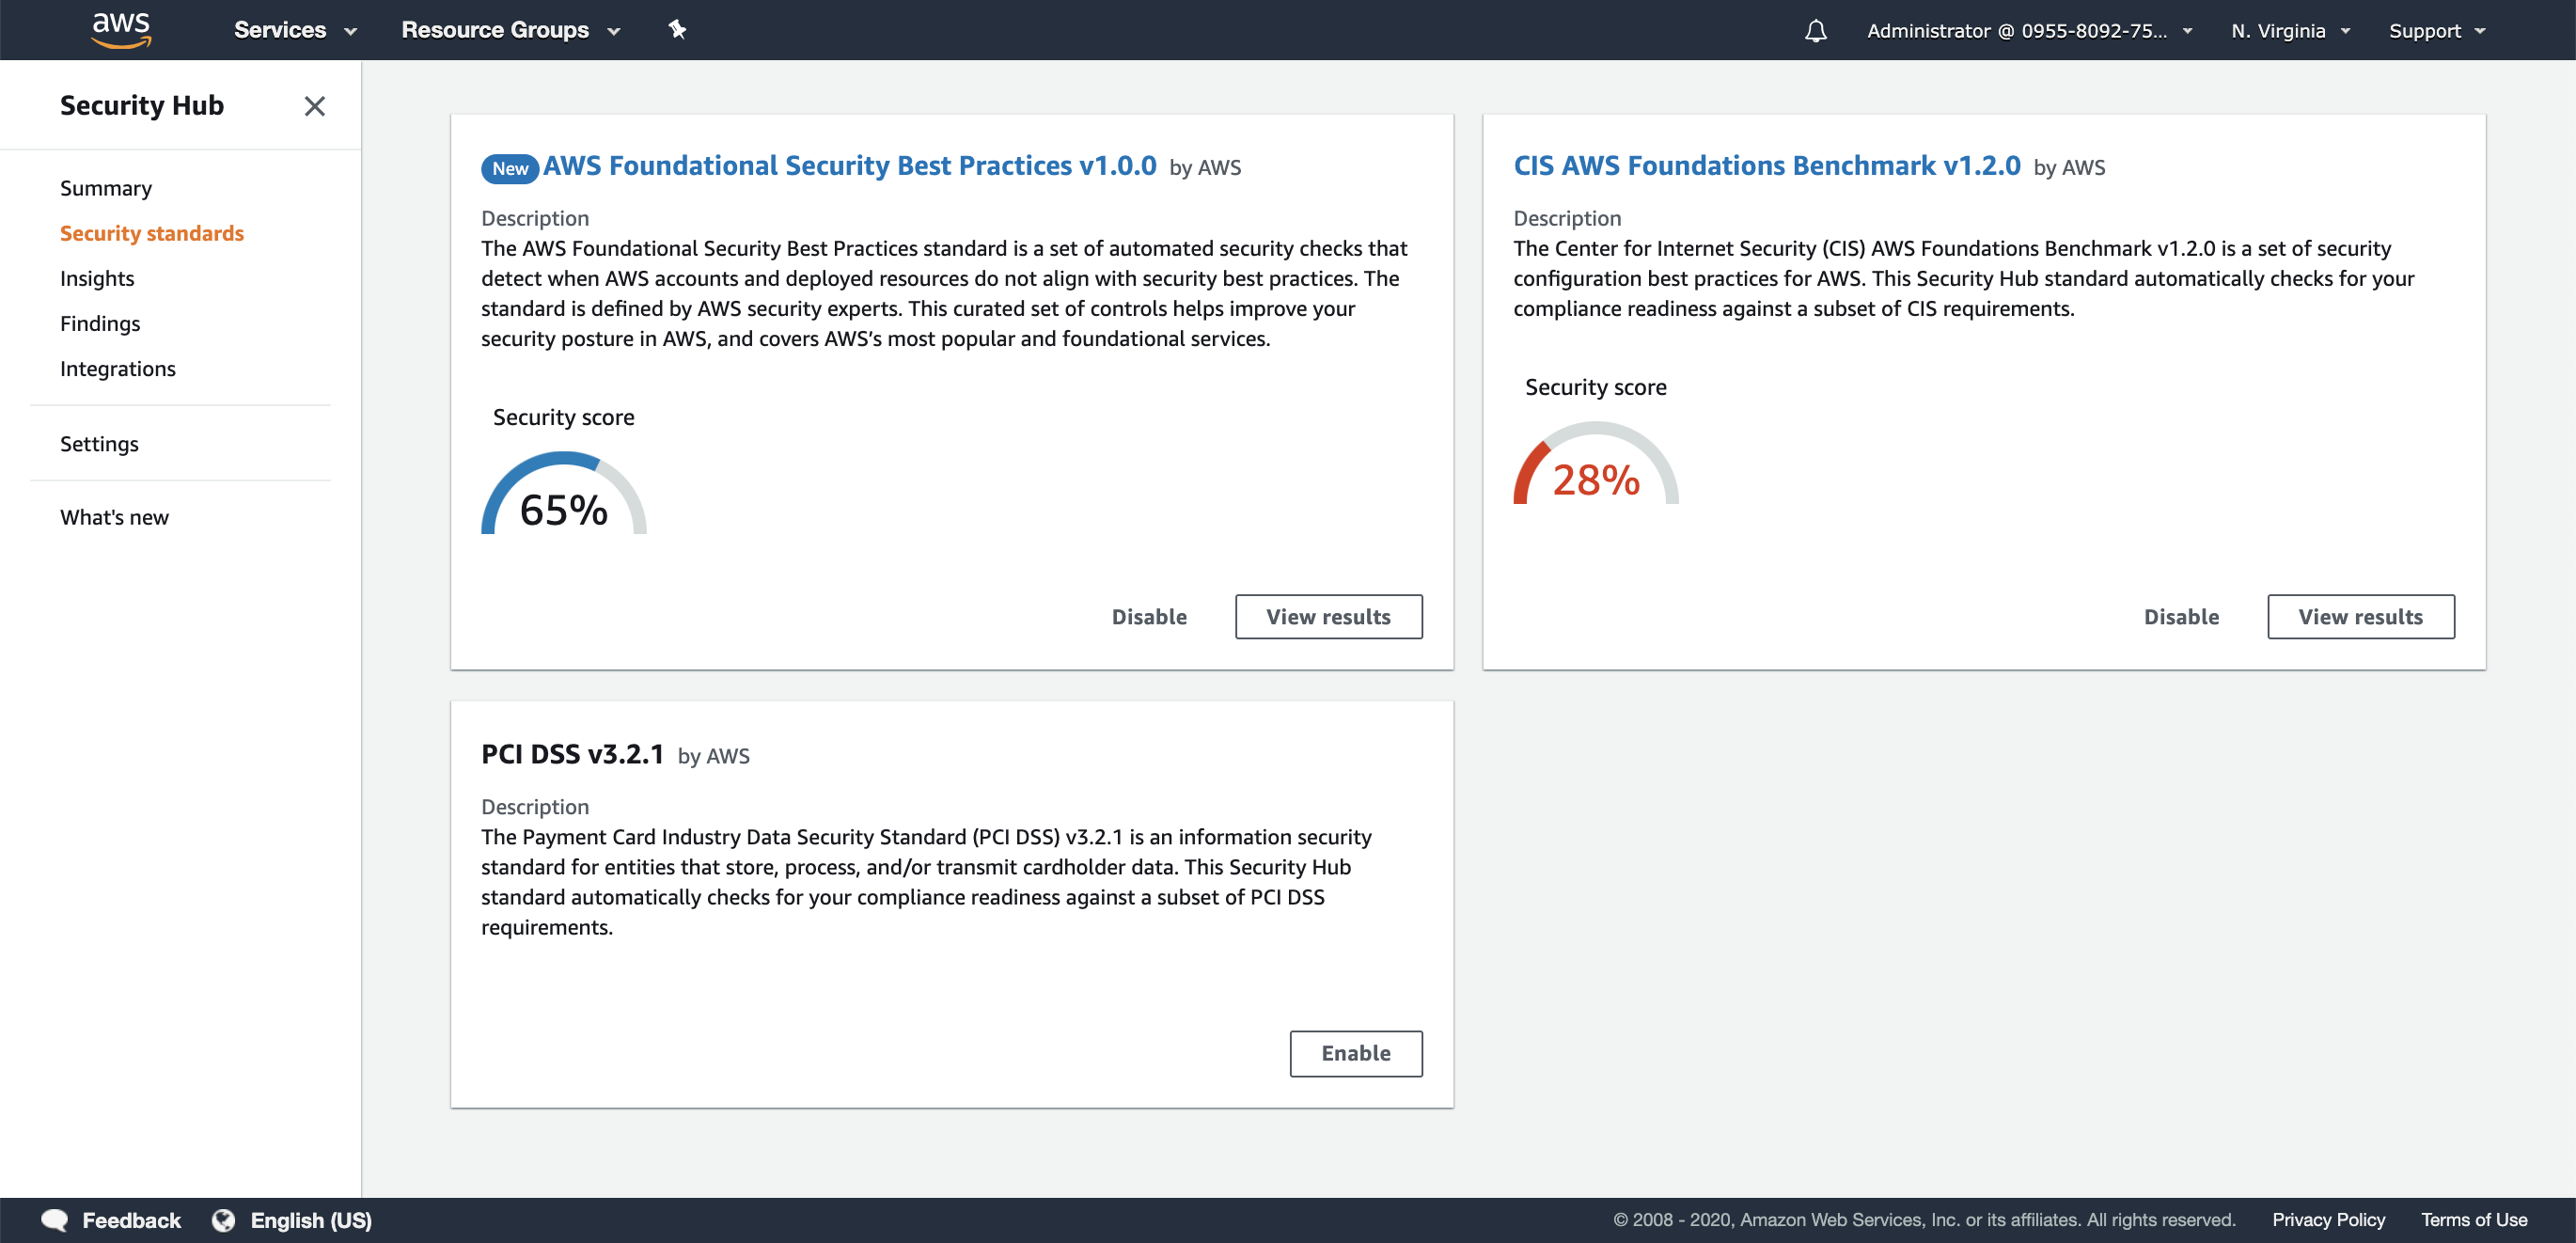 aws Services Resource Groups Administrator @ 0955-8092-75... N. Virginia Support
Security Hub
Summary
Security standards
Insights
Findings
Integrations
Settings
What's new
New AWS Foundational Security Best Practices v1.0.0 by AWS
Description
The AWS Foundational Security Best Practices standard is a set of automated security checks that
detect when AWS accounts and deployed resources do not align with security best practices. The
standard is defined by AWS security experts. This curated set of controls helps improve your
security posture in AWS, and covers AWS’s most popular and foundational services.
Security score
65%
Disable View results
CIS AWS Foundations Benchmark v1.2.0 by AWS
Description
The Center for Internet Security (CIS) AWS Foundations Benchmark v1.2.0 is a set of security
configuration best practices for AWS. This Security Hub standard automatically checks for your
compliance readiness against a subset of CIS requirements.
Security score
28%
Disable View results
PCI DSS v3.2.1 by AWS
Description
The Payment Card Industry Data Security Standard (PCI DSS) v3.2.1 is an information security
standard for entities that store, process, and/or transmit cardholder data. This Security Hub
standard automatically checks for your compliance readiness against a subset of PCI DSS
requirements.
Enable
Feedback English (US) © 2008 - 2020, Amazon Web Services, Inc. or its affiliates. All rights reserved. Privacy Policy Terms of Use